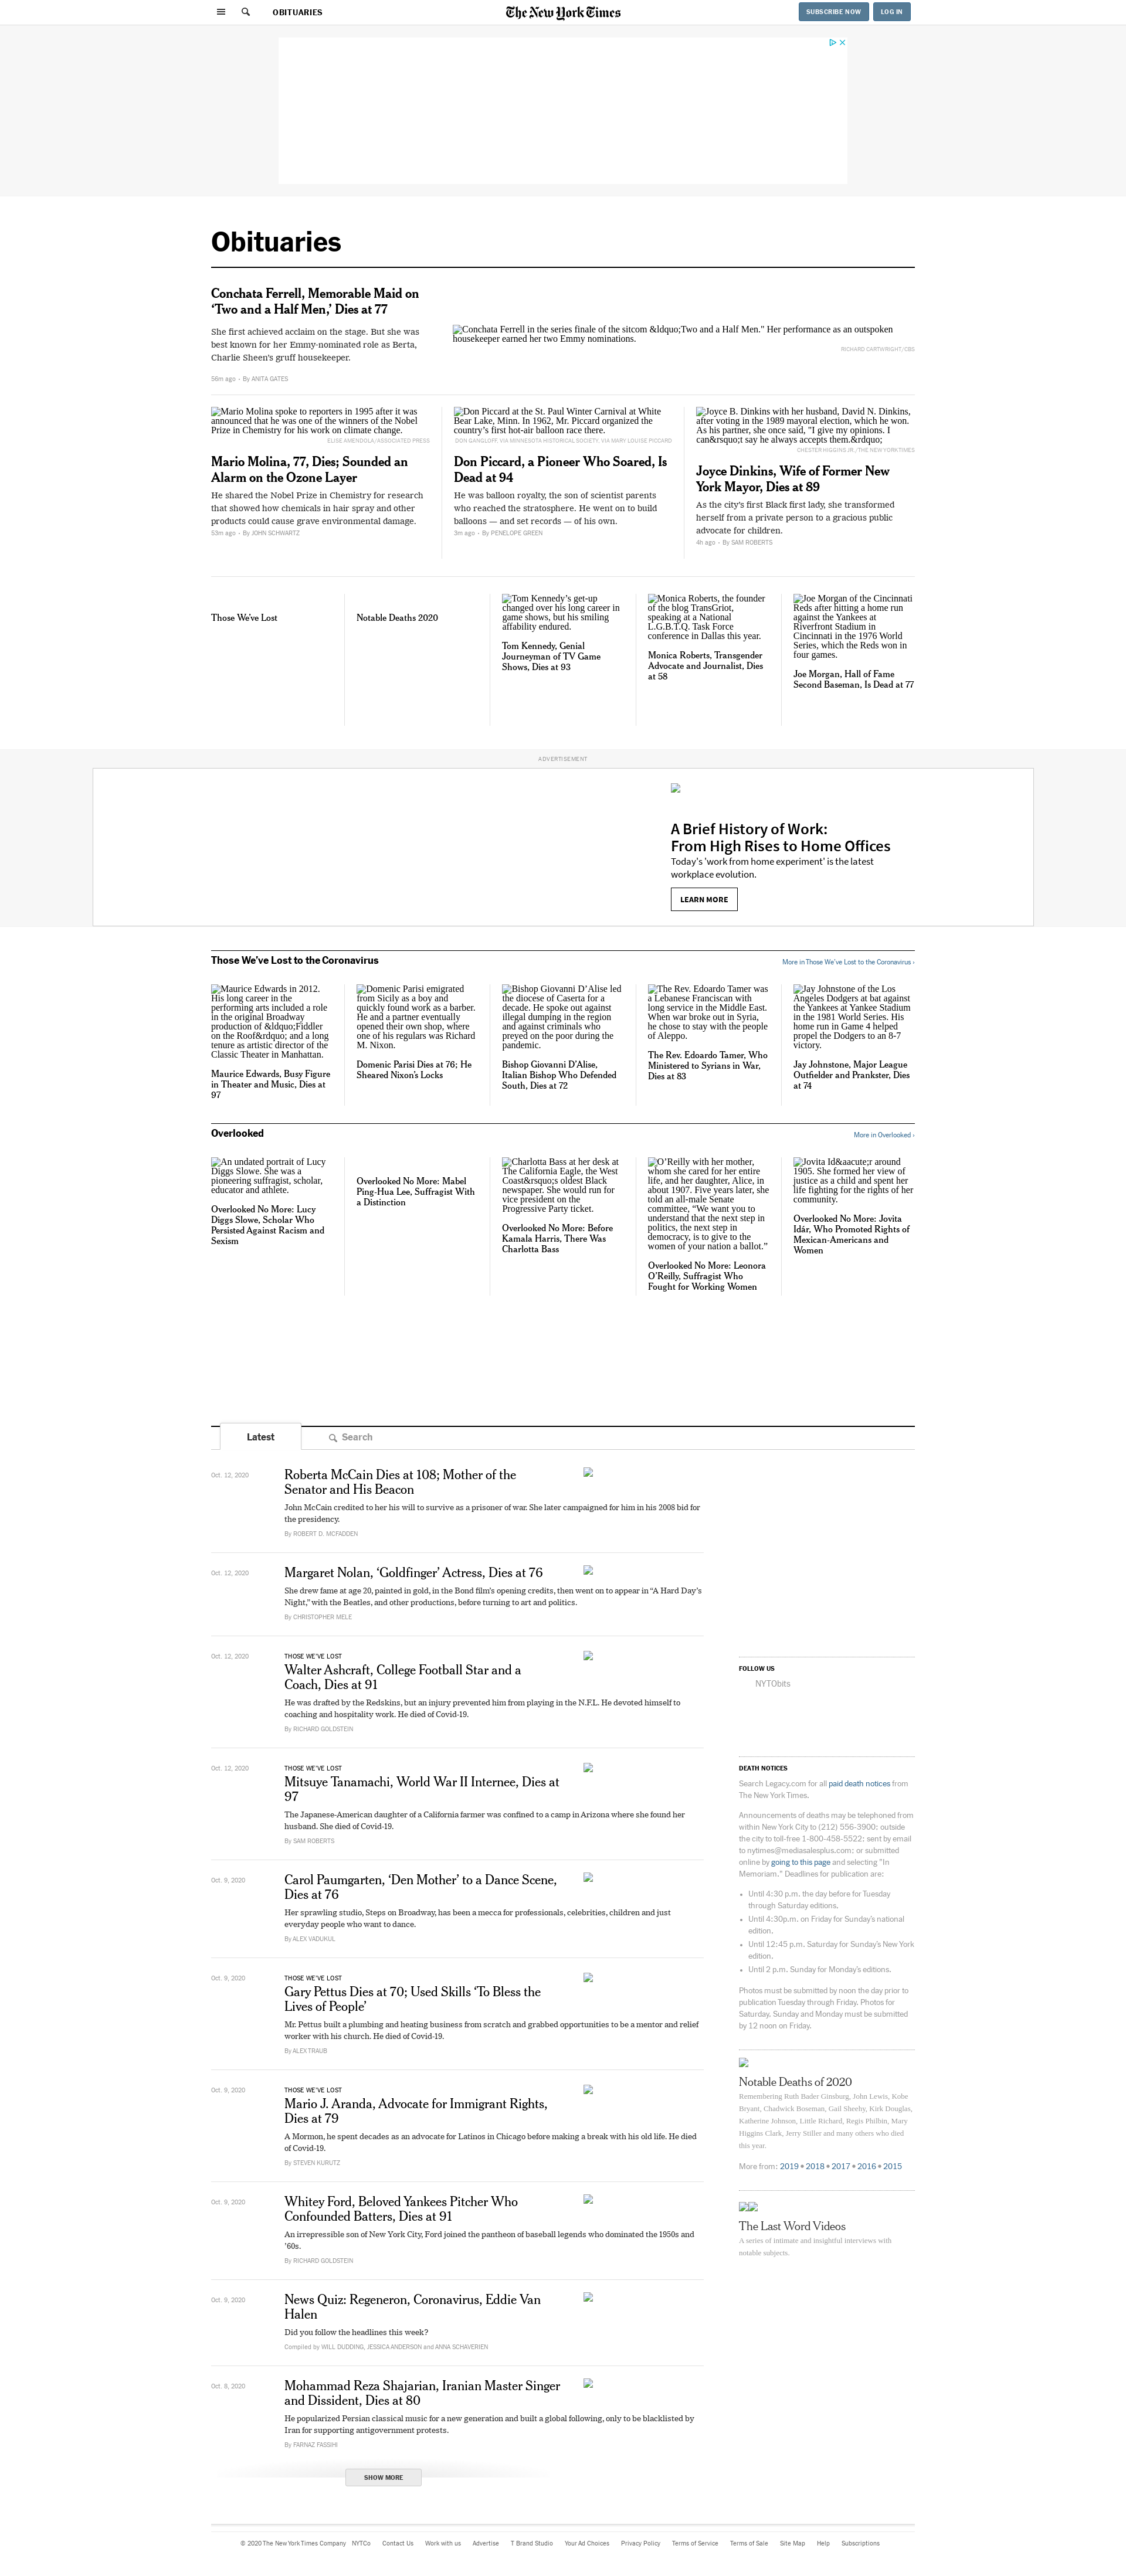 OBITUARIES
The New York Times
SUBSCRIBE NOW
LOG IN
Obituaries
Conchata Ferrell, Memorable Maid on
‘Two and a Half Men,’ Dies at 77
She first achieved acclaim on the stage. But she was
best known for her Emmy-nominated role as Berta,
Charlie Sheen’s gruff housekeeper.
56m ago • By ANITA GATES
Conchata Ferrell in the series finale of the sitcom &ldquo;Two and a Half Men." Her performance as an outspoken
housekeeper earned her two Emmy nominations.
RICHARD CARTWRIGHT/CBS
Mario Molina spoke to reporters in 1995 after it was
announced that he was one of the winners of the Nobel
Prize in Chemistry for his work on climate change.
ELISE AMENDOLA/ASSOCIATED PRESS
Mario Molina, 77, Dies; Sounded an
Alarm on the Ozone Layer
He shared the Nobel Prize in Chemistry for research
that showed how chemicals in hair spray and other
products could cause grave environmental damage.
53m ago • By JOHN SCHWARTZ
Don Piccard at the St. Paul Winter Carnival at White
Bear Lake, Minn. In 1962, Mr. Piccard organized the
country’s first hot-air balloon race there.
DON GANGLOFF, VIA MINNESOTA HISTORICAL SOCIETY, VIA MARY LOUISE PICCARD
Don Piccard, a Pioneer Who Soared, Is
Dead at 94
He was balloon royalty, the son of scientist parents
who reached the stratosphere. He went on to build
balloons — and set records — of his own.
3m ago • By PENELOPE GREEN
Joyce B. Dinkins with her husband, David N. Dinkins,
after voting in the 1989 mayoral election, which he won.
As his partner, she once said, "I give my opinions. I
can&rsquo;t say he always accepts them.&rdquo;
CHESTER HIGGINS JR./THE NEW YORK TIMES
Joyce Dinkins, Wife of Former New
York Mayor, Dies at 89
As the city’s first Black first lady, she transformed
herself from a private person to a gracious public
advocate for children.
4h ago • By SAM ROBERTS
Those We’ve Lost
Notable Deaths 2020
Tom Kennedy’s get-up
changed over his long career in
game shows, but his smiling
affability endured.
Tom Kennedy, Genial
Journeyman of TV Game
Shows, Dies at 93
Monica Roberts, the founder
of the blog TransGriot,
speaking at a National
L.G.B.T.Q. Task Force
conference in Dallas this year.
Monica Roberts, Transgender
Advocate and Journalist, Dies
at 58
Joe Morgan of the Cincinnati
Reds after hitting a home run
against the Yankees at
Riverfront Stadium in
Cincinnati in the 1976 World
Series, which the Reds won in
four games.
Joe Morgan, Hall of Fame
Second Baseman, Is Dead at 77
ADVERTISEMENT
A Brief History of Work:
From High Rises to Home Offices
Today's 'work from home experiment' is the latest
workplace evolution.
LEARN MORE
Those We’ve Lost to the Coronavirus
More in Those We’ve Lost to the Coronavirus ›
Maurice Edwards in 2012.
His long career in the
performing arts included a role
in the original Broadway
production of &ldquo;Fiddler
on the Roof&rdquo; and a long
tenure as artistic director of the
Classic Theater in Manhattan.
Maurice Edwards, Busy Figure
in Theater and Music, Dies at
97
Domenic Parisi emigrated
from Sicily as a boy and
quickly found work as a barber.
He and a partner eventually
opened their own shop, where
one of his regulars was Richard
M. Nixon.
Domenic Parisi Dies at 76; He
Sheared Nixon’s Locks
Bishop Giovanni D’Alise led
the diocese of Caserta for a
decade. He spoke out against
illegal dumping in the region
and against criminals who
preyed on the poor during the
pandemic.
Bishop Giovanni D’Alise,
Italian Bishop Who Defended
South, Dies at 72
The Rev. Edoardo Tamer was
a Lebanese Franciscan with
long service in the Middle East.
When war broke out in Syria,
he chose to stay with the people
of Aleppo.
The Rev. Edoardo Tamer, Who
Ministered to Syrians in War,
Dies at 83
Jay Johnstone of the Los
Angeles Dodgers at bat against
the Yankees at Yankee Stadium
in the 1981 World Series. His
home run in Game 4 helped
propel the Dodgers to an 8-7
victory.
Jay Johnstone, Major League
Outfielder and Prankster, Dies
at 74
Overlooked
More in Overlooked ›
An undated portrait of Lucy
Diggs Slowe. She was a
pioneering suffragist, scholar,
educator and athlete.
Overlooked No More: Lucy
Diggs Slowe, Scholar Who
Persisted Against Racism and
Sexism
Overlooked No More: Mabel
Ping-Hua Lee, Suffragist With
a Distinction
Charlotta Bass at her desk at
The California Eagle, the West
Coast&rsquo;s oldest Black
newspaper. She would run for
vice president on the
Progressive Party ticket.
Overlooked No More: Before
Kamala Harris, There Was
Charlotta Bass
O’Reilly with her mother,
whom she cared for her entire
life, and her daughter, Alice, in
about 1907. Five years later, she
told an all-male Senate
committee, “We want you to
understand that the next step in
politics, the next step in
democracy, is to give to the
women of your nation a ballot.”
Overlooked No More: Leonora
O’Reilly, Suffragist Who
Fought for Working Women
Jovita Id&aacute;r around
1905. She formed her view of
justice as a child and spent her
life fighting for the rights of her
community.
Overlooked No More: Jovita
Idár, Who Promoted Rights of
Mexican-Americans and
Women
Latest
Search
Oct. 12, 2020
Roberta McCain Dies at 108; Mother of the
Senator and His Beacon
John McCain credited to her his will to survive as a prisoner of war. She later campaigned for him in his 2008 bid for
the presidency.
By ROBERT D. MCFADDEN
Oct. 12, 2020
Margaret Nolan, ‘Goldfinger’ Actress, Dies at 76
She drew fame at age 20, painted in gold, in the Bond film’s opening credits, then went on to appear in “A Hard Day’s
Night,” with the Beatles, and other productions, before turning to art and politics.
By CHRISTOPHER MELE
Oct. 12, 2020
THOSE WE’VE LOST
Walter Ashcraft, College Football Star and a
Coach, Dies at 91
He was drafted by the Redskins, but an injury prevented him from playing in the N.F.L. He devoted himself to
coaching and hospitality work. He died of Covid-19.
By RICHARD GOLDSTEIN
Oct. 12, 2020
THOSE WE’VE LOST
Mitsuye Tanamachi, World War II Internee, Dies at
97
The Japanese-American daughter of a California farmer was confined to a camp in Arizona where she found her
husband. She died of Covid-19.
By SAM ROBERTS
Oct. 9, 2020
Carol Paumgarten, ‘Den Mother’ to a Dance Scene,
Dies at 76
Her sprawling studio, Steps on Broadway, has been a mecca for professionals, celebrities, children and just
everyday people who want to dance.
By ALEX VADUKUL
Oct. 9, 2020
THOSE WE’VE LOST
Gary Pettus Dies at 70; Used Skills ‘To Bless the
Lives of People’
Mr. Pettus built a plumbing and heating business from scratch and grabbed opportunities to be a mentor and relief
worker with his church. He died of Covid-19.
By ALEX TRAUB
Oct. 9, 2020
THOSE WE’VE LOST
Mario J. Aranda, Advocate for Immigrant Rights,
Dies at 79
A Mormon, he spent decades as an advocate for Latinos in Chicago before making a break with his old life. He died
of Covid-19.
By STEVEN KURUTZ
Oct. 9, 2020
Whitey Ford, Beloved Yankees Pitcher Who
Confounded Batters, Dies at 91
An irrepressible son of New York City, Ford joined the pantheon of baseball legends who dominated the 1950s and
’60s.
By RICHARD GOLDSTEIN
Oct. 9, 2020
News Quiz: Regeneron, Coronavirus, Eddie Van
Halen
Did you follow the headlines this week?
Compiled by WILL DUDDING, JESSICA ANDERSON and ANNA SCHAVERIEN
Oct. 8, 2020
Mohammad Reza Shajarian, Iranian Master Singer
and Dissident, Dies at 80
He popularized Persian classical music for a new generation and built a global following, only to be blacklisted by
Iran for supporting antigovernment protests.
By FARNAZ FASSIHI
SHOW MORE
FOLLOW US
NYTObits
DEATH NOTICES
Search Legacy.com for all paid death notices from
The New York Times.
Announcements of deaths may be telephoned from
within New York City to (212) 556-3900; outside
the city to toll-free 1-800-458-5522; sent by email
to nytimes@mediasalesplus.com; or submitted
online by going to this page and selecting "In
Memoriam." Deadlines for publication are:
• Until 4:30 p.m. the day before for Tuesday
through Saturday editions.
• Until 4:30p.m. on Friday for Sunday’s national
edition.
• Until 12:45 p.m. Saturday for Sunday’s New York
edition.
• Until 2 p.m. Sunday for Monday’s editions.
Photos must be submitted by noon the day prior to
publication Tuesday through Friday. Photos for
Saturday, Sunday and Monday must be submitted
by 12 noon on Friday.
Notable Deaths of 2020
Remembering Ruth Bader Ginsburg, John Lewis, Kobe
Bryant, Chadwick Boseman, Gail Sheehy, Kirk Douglas,
Katherine Johnson, Little Richard, Regis Philbin, Mary
Higgins Clark, Jerry Stiller and many others who died
this year.
More from: 2019 • 2018 • 2017 • 2016 • 2015
The Last Word Videos
A series of intimate and insightful interviews with
notable subjects.
© 2020 The New York Times Company NYTCo Contact Us Work with us Advertise T Brand Studio Your Ad Choices Privacy Policy Terms of Service Terms of Sale Site Map Help Subscriptions